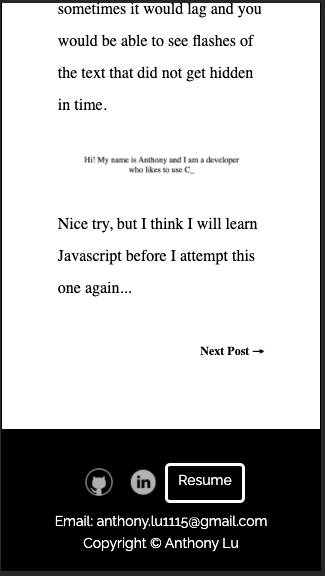 sometimes it would lag and you
would be able to see flashes of
the text that did not get hidden
in time.
Hi! My name is Anthony and I am a developer
who likes to use C_
Nice try, but I think I will learn
Javascript before I attempt this
one again...
Next Post →
in Resume
Email: anthony.lu1115@gmail.com
Copyright © Anthony Lu